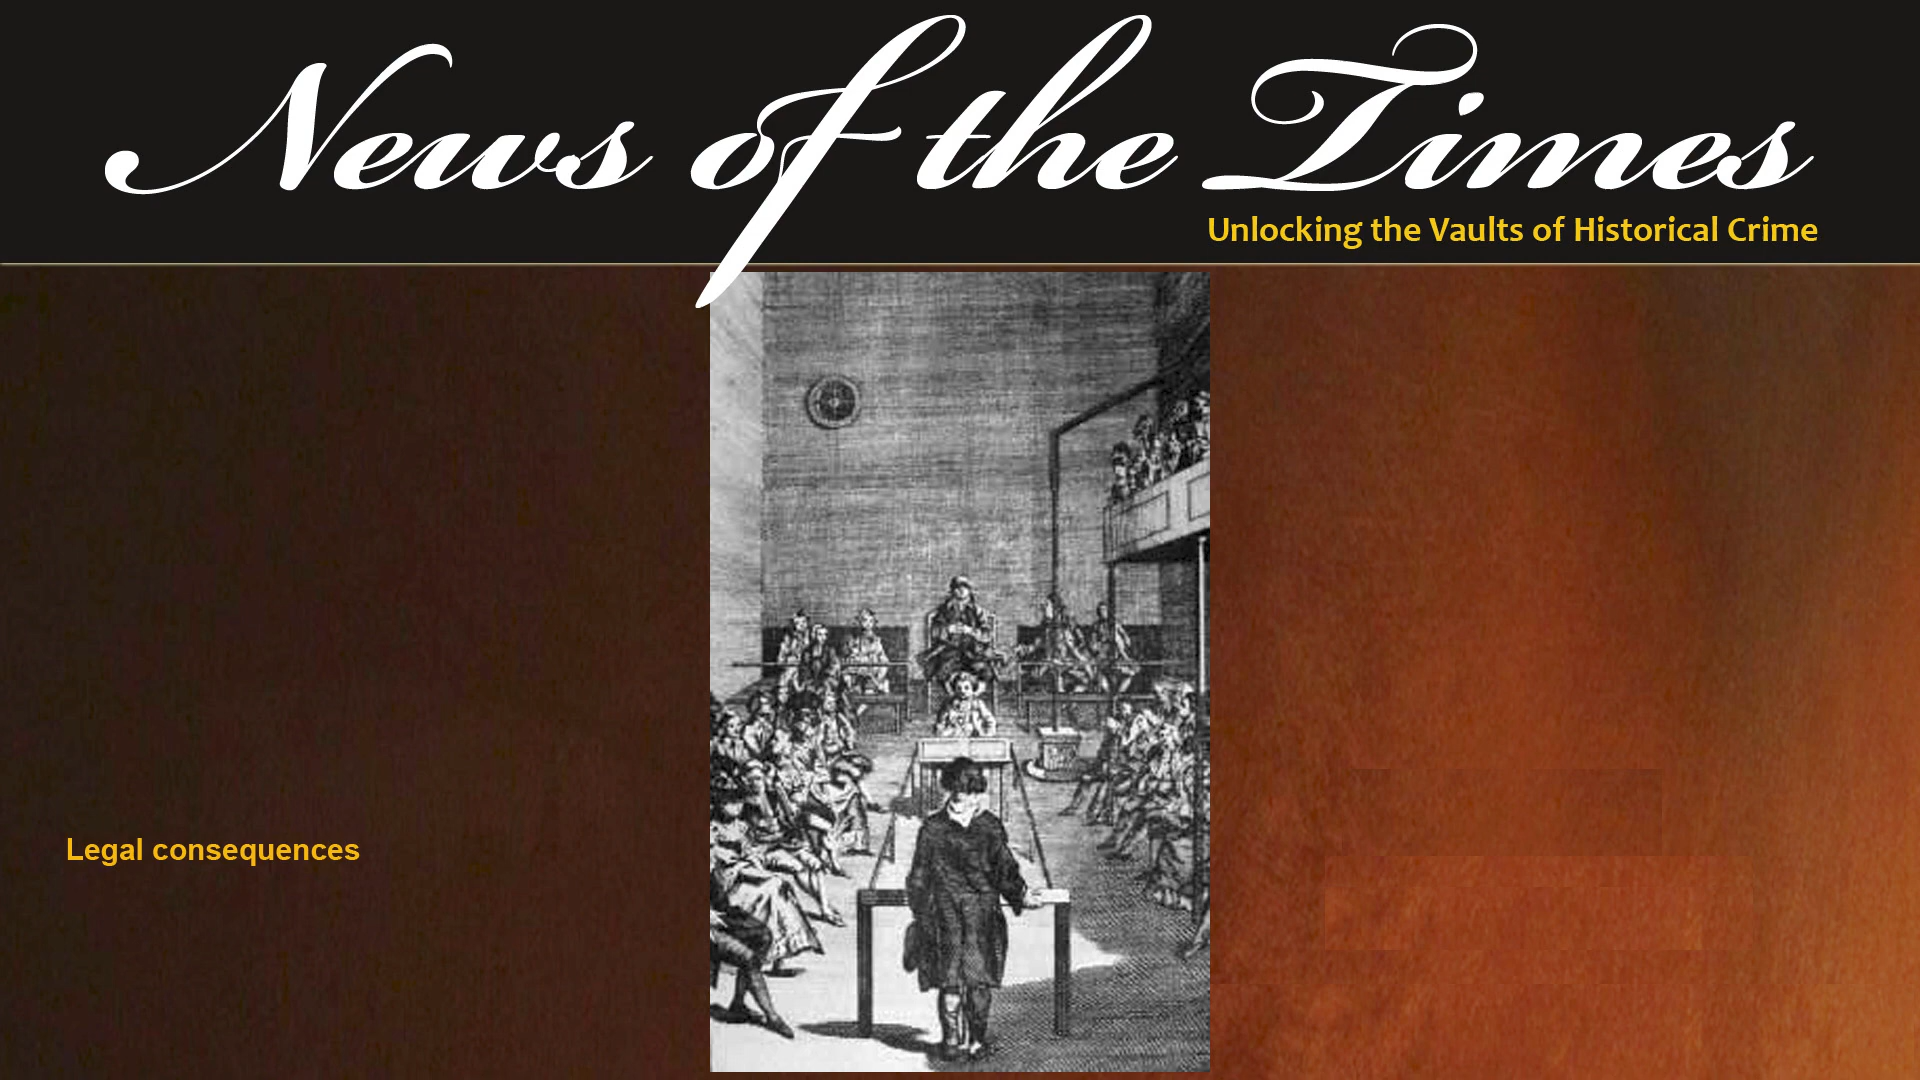 News of the Times
Unlocking the Vaults of Historical Crime
Legal consequences